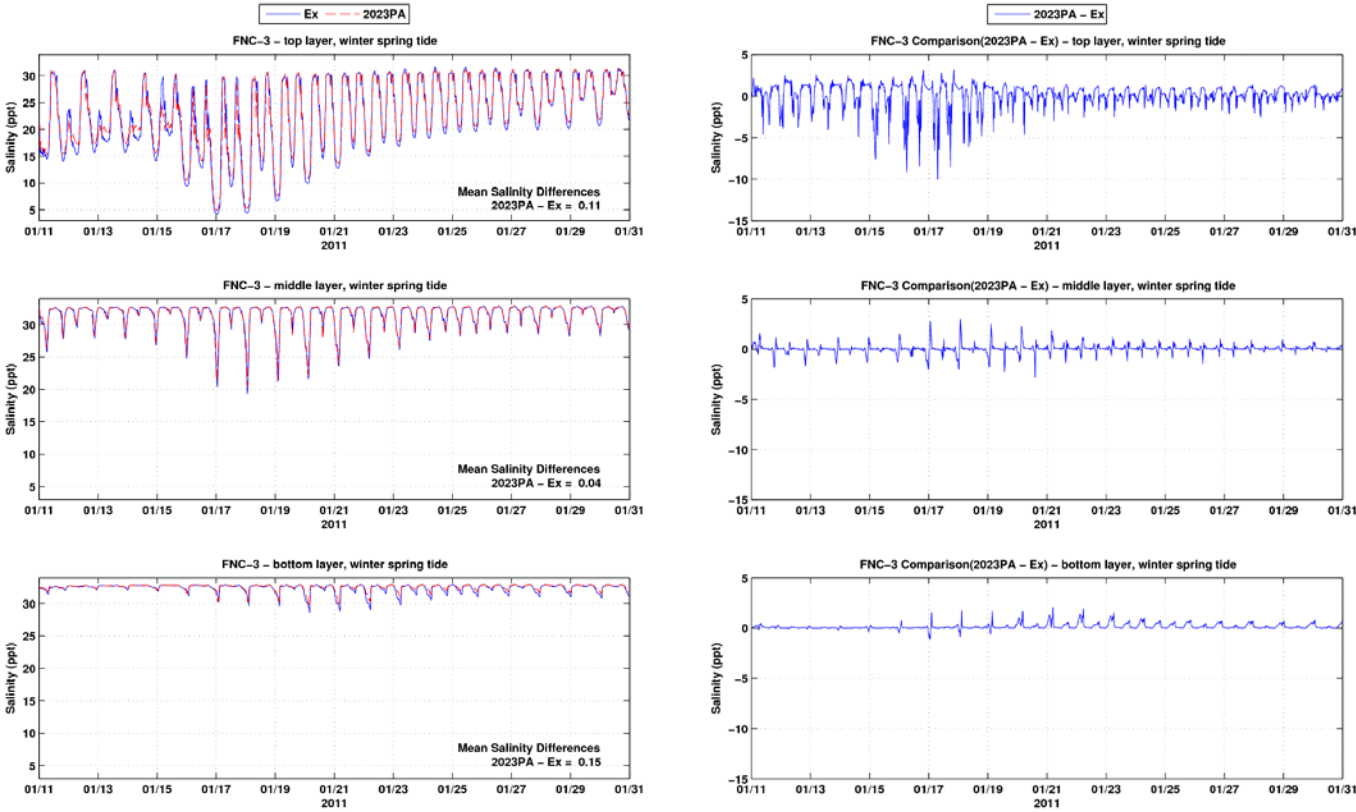 Ex 2023PA
FNC−3 − top layer, winter spring tide
Salinity (ppt)
30
25
20
15
10
5
Mean Salinity Differences
2023PA − Ex = 0.11
01/11 01/13 01/15 01/17 01/19 01/21 01/23 01/25 01/27 01/29 01/31
2011
2023PA − Ex
FNC−3 Comparison(2023PA − Ex) − top layer, winter spring tide
Salinity (ppt)
5
0
−5
−10
−15
01/11 01/13 01/15 01/17 01/19 01/21 01/23 01/25 01/27 01/29 01/31
2011
FNC−3 − middle layer, winter spring tide
Salinity (ppt)
30
25
20
15
10
5
Mean Salinity Differences
2023PA − Ex = 0.04
01/11 01/13 01/15 01/17 01/19 01/21 01/23 01/25 01/27 01/29 01/31
2011
FNC−3 Comparison(2023PA − Ex) − middle layer, winter spring tide
Salinity (ppt)
5
0
−5
−10
−15
01/11 01/13 01/15 01/17 01/19 01/21 01/23 01/25 01/27 01/29 01/31
2011
FNC−3 − bottom layer, winter spring tide
Salinity (ppt)
30
25
20
15
10
5
Mean Salinity Differences
2023PA − Ex = 0.15
01/11 01/13 01/15 01/17 01/19 01/21 01/23 01/25 01/27 01/29 01/31
2011
FNC−3 Comparison(2023PA − Ex) − bottom layer, winter spring tide
Salinity (ppt)
5
0
−5
−10
−15
01/11 01/13 01/15 01/17 01/19 01/21 01/23 01/25 01/27 01/29 01/31
2011